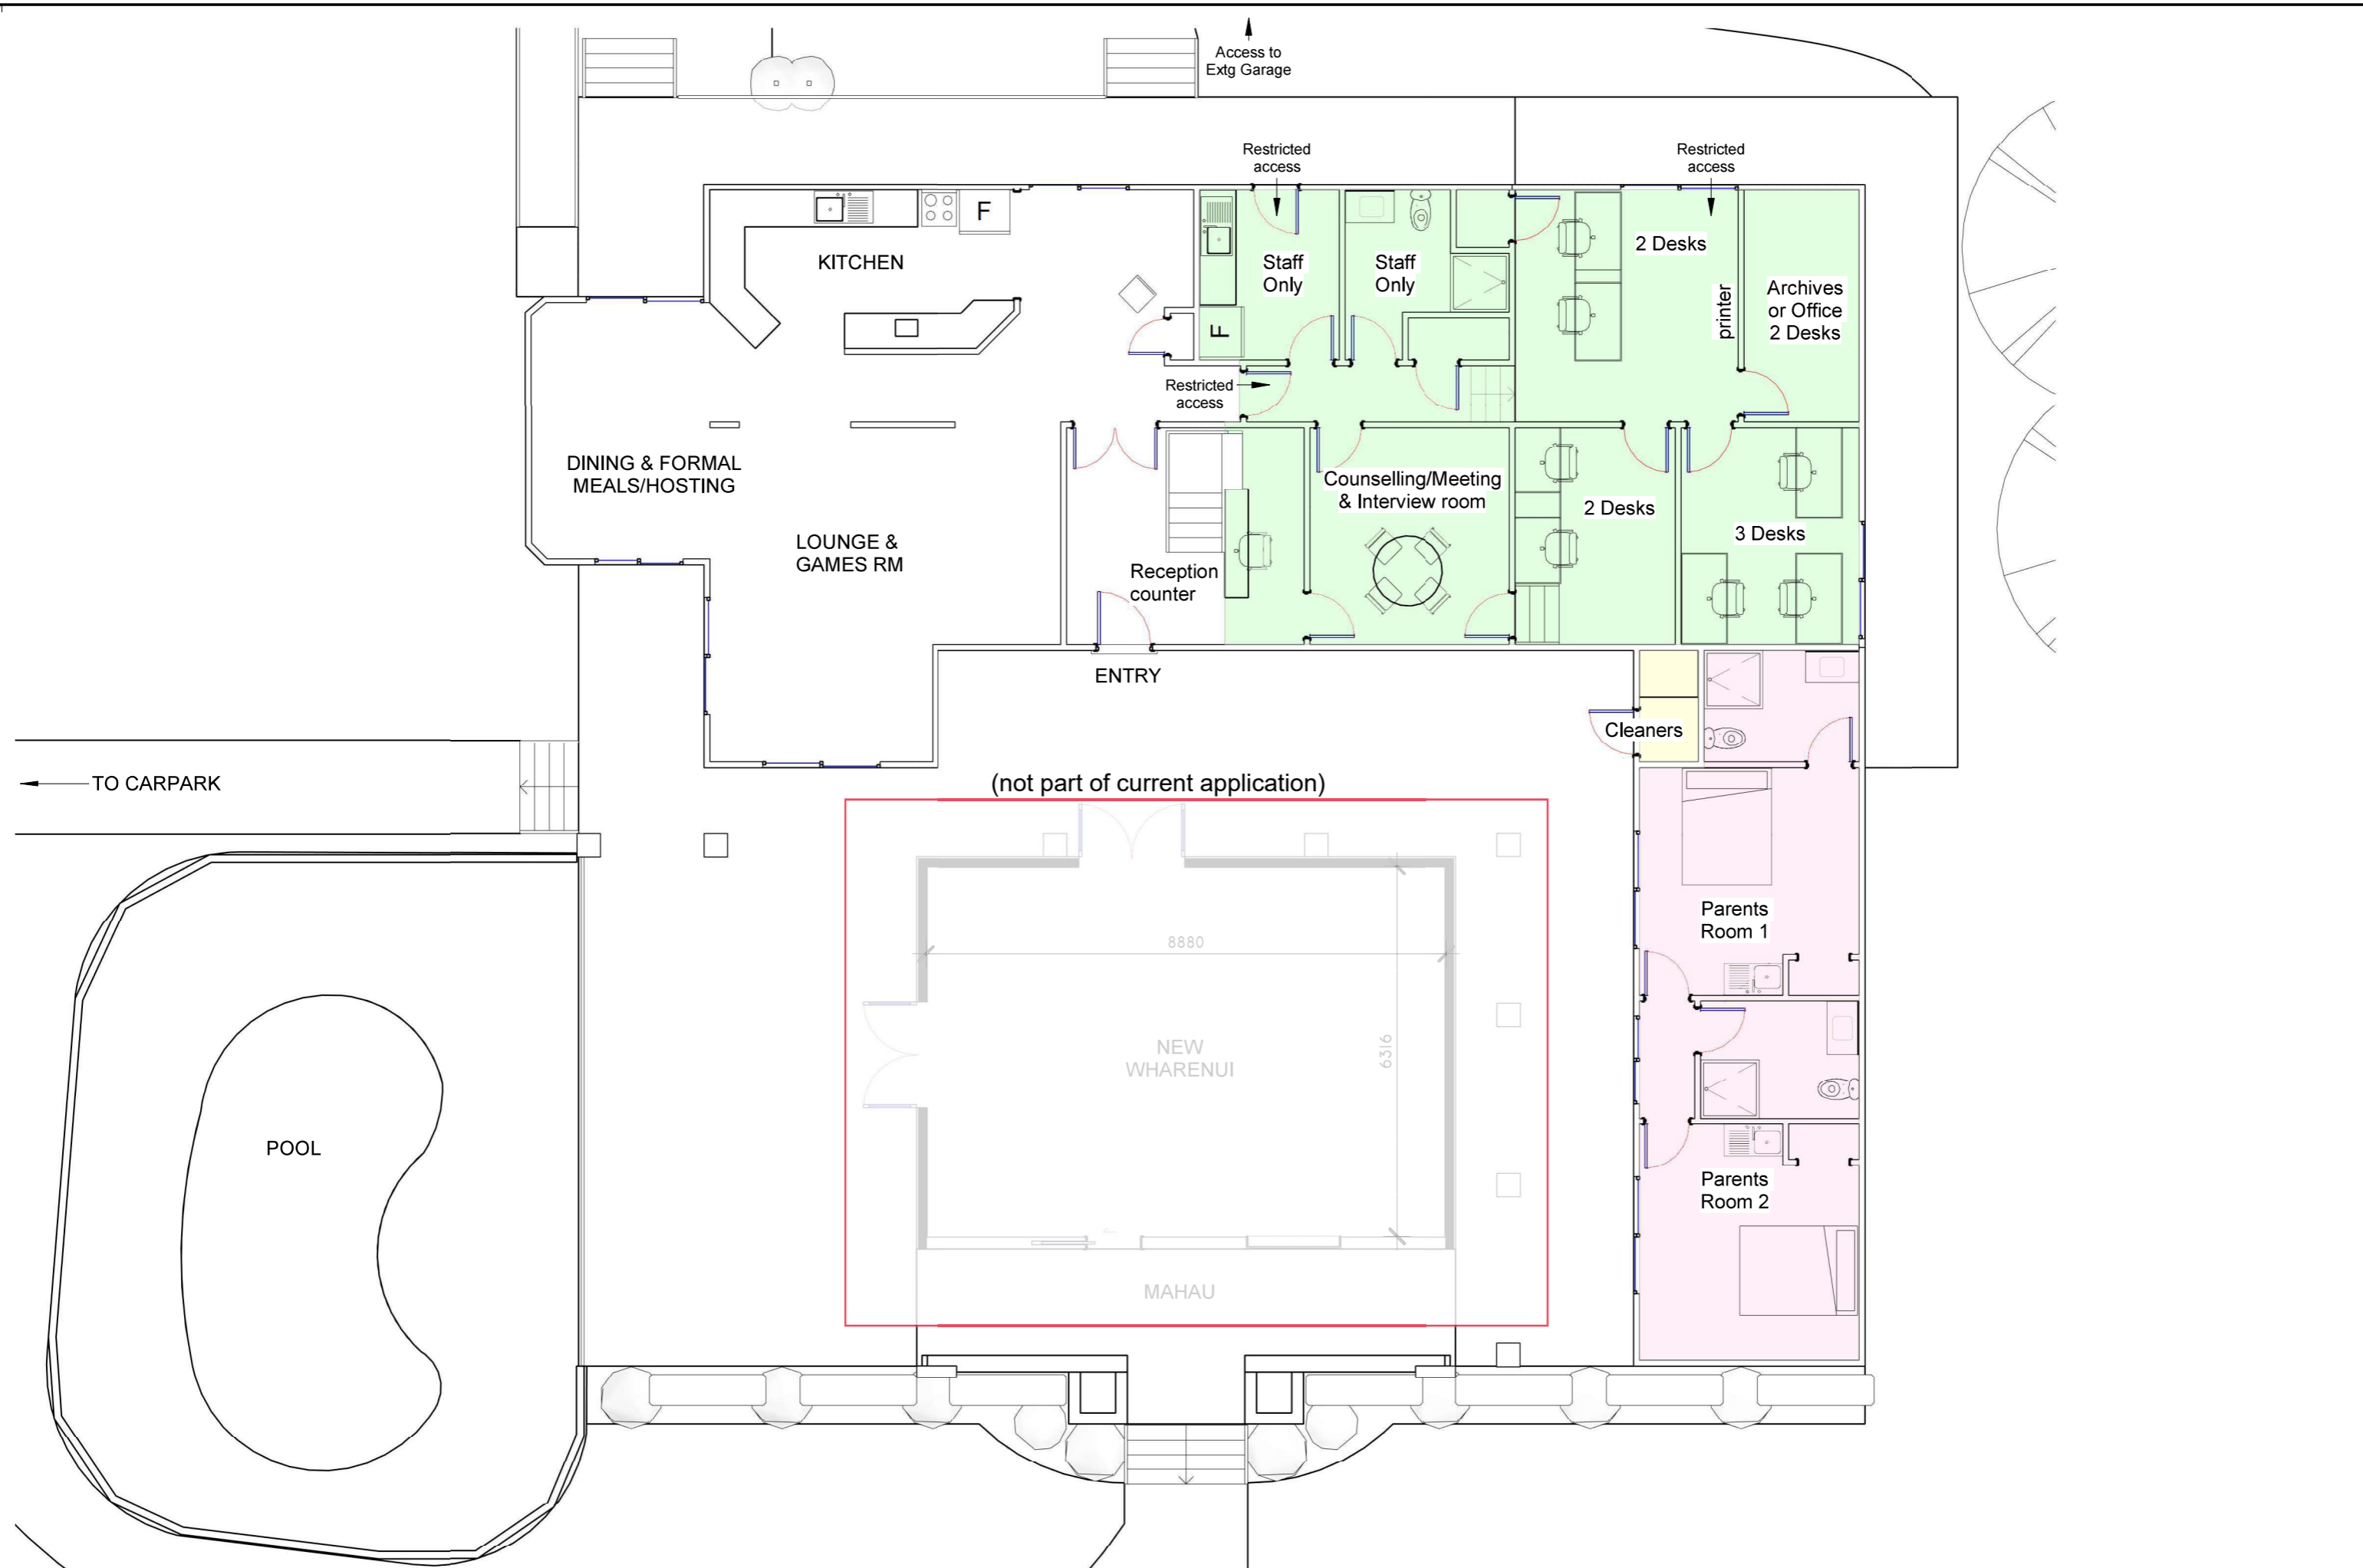 Access to
Extg Garage
Restricted
access
Restricted
access
F
KITCHEN
Staff
Only
Staff
Only
2 Desks
printer
Archives
or Office
2 Desks
F
Restricted
access
DINING & FORMAL
MEALS/HOSTING
Counselling/Meeting
& Interview room
2 Desks
3 Desks
LOUNGE &
GAMES RM
Reception
counter
ENTRY
Cleaners
TO CARPARK
(not part of current application)
Parents
Room 1
8880
6316
NEW
WHARENUI
POOL
Parents
Room 2
MAHAU